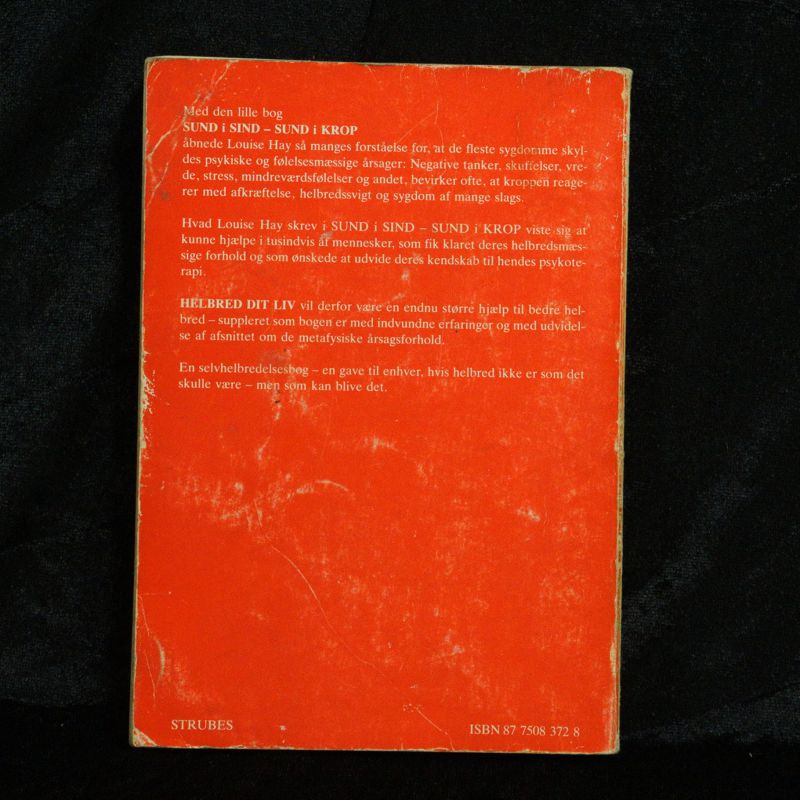 Med den lille bog
SUND i SIND – SUND i KROP
åbnede Louise Hay så manges forståelse for, at de fleste sygdomme skyl-
des psykiske og følelsesmæssige årsager: Negative tanker, skuffelser, vre-
de, stress, mindreværdsfølelser og andet, bevirker ofte, at kroppen reage-
rer med afkræftelse, helbredssvigt og sygdom af mange slags.
Hvad Louise Hay skrev i SUND i SIND – SUND i KROP viste sig at
kunne hjælpe i tusindvis af mennesker, som fik klaret deres helbredsmæs-
sige forhold og som ønskede at udvide deres kendskab til hendes psykote-
rapi.
HELBRED DIT LIV vil derfor være en endnu større hjælp til bedre hel-
bred – suppleret som bogen er med indvundne erfaringer og med udvidel-
se af afsnittet om de metafysiske årsagsforhold.
En selvhelbredelsesbog – en gave til enhver, hvis helbred ikke er som det
skulle være – men som kan blive det.
STRUBES
ISBN 87 7508 372 8